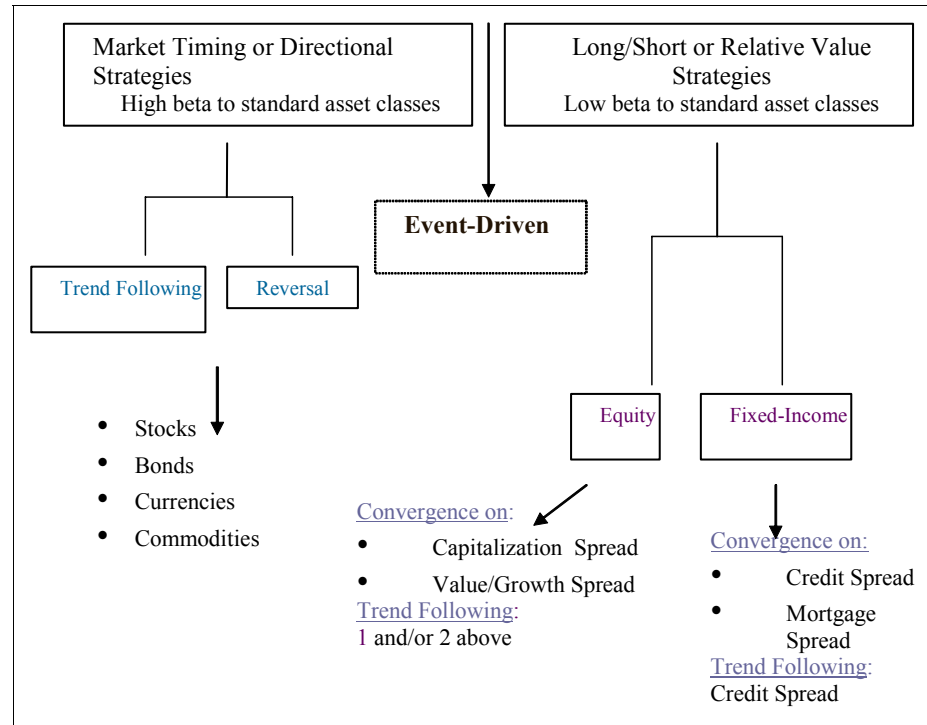 Market Timing or Directional
Strategies
High beta to standard asset classes
Long/Short or Relative Value
Strategies
Low beta to standard asset classes
Event-Driven
Trend Following
Reversal
Equity
Fixed-Income
• Stocks
• Bonds
• Currencies
• Commodities
Convergence on:
• Capitalization Spread
• Value/Growth Spread
Trend Following:
1 and/or 2 above
Convergence on:
• Credit Spread
• Mortgage
Spread
Trend Following:
Credit Spread